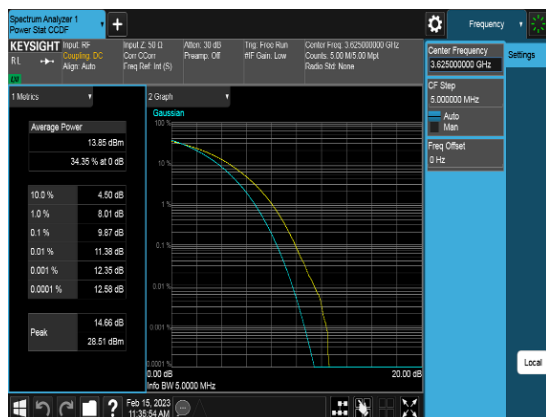 Spectrum Analyzer 1
Power Stat CCDF
+
Frequency
KEYSIGHT
RL
Input: RF
Coupling: DC
Align: Auto
Input Z: 50 Ω
Corr CCorr
Freq Ref: Int (S)
Atten: 30 dB
Preamp: Off
Trig: Free Run
#IF Gain: Low
Center Freq: 3.625000000 GHz
Counts: 5.00 M/5.00 Mpt
Radio Std: None
Center Frequency
3.625000000 GHz
Settings
CF Step
5.000000 MHz
Auto
Man
Freq Offset
0 Hz
1 Metrics
Average Power
13.85 dBm
34.35 % at 0 dB
10.0 % 4.50 dB
1.0 % 8.01 dB
0.1 % 9.87 dB
0.01 % 11.38 dB
0.001 % 12.35 dB
0.0001 % 12.58 dB
Peak
14.66 dB
28.51 dBm
2 Graph
Gaussian
100 %
10 %
1 %
0.1 %
0.01 %
0.001 %
0.0001 %
0.00 dB 20.00 dB
Info BW 5.0000 MHz
Local
?
Feb 15, 2023
11:35:54 AM